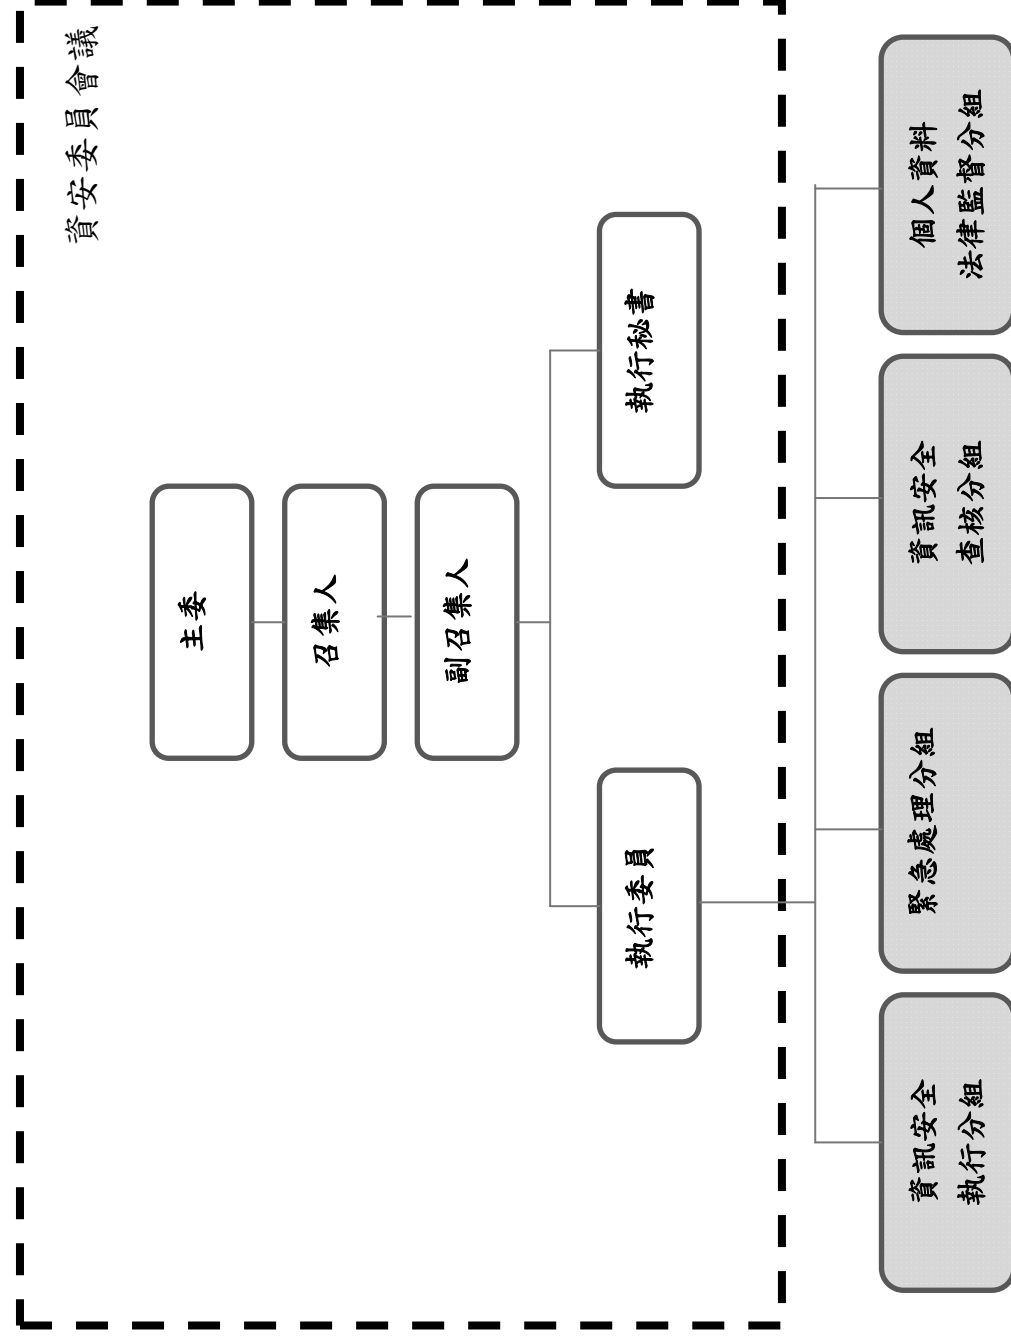 資安委員會議
主委
召集人
副召集人
執行委員
執行秘書
資訊安全
執行分組
緊急處理分組
資訊安全
查核分組
個人資料
法律監督分組